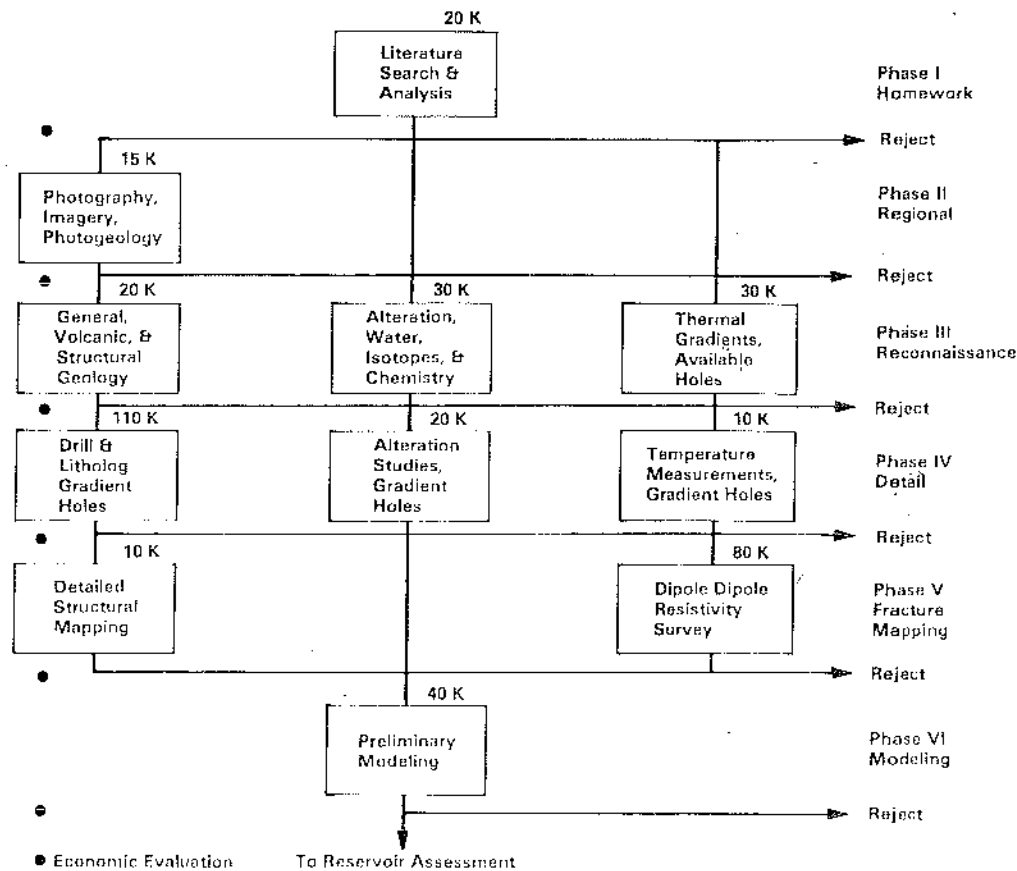 20 K
Literature
Search &
Analysis
Phase I
Homework
Reject
15 K
Photography,
Imagery,
Photogeology
Phase II
Regional
Reject
20 K
General,
Volcanic, &
Structural
Geology
30 K
Alteration,
Water,
Isotopes, &
Chemistry
30 K
Thermal
Gradients,
Available
Holes
Phase III
Reconnaissance
Reject
110 K
Drill &
Litholog
Gradient
Holes
20 K
Alteration
Studies,
Gradient
Holes
10 K
Temperature
Measurements,
Gradient Holes
Phase IV
Detail
Reject
10 K
Detailed
Structural
Mapping
80 K
Dipole Dipole
Resistivity
Survey
Phase V
Fracture
Mapping
Reject
40 K
Preliminary
Modeling
Phase VI
Modeling
Reject
Economic Evaluation
To Reservoir Assessment